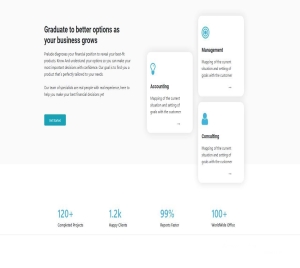 Graduate to better options as
your business grows
Preludio diagnoses your financial position to reveal your best-fit
products. Know and understand your options so you can make your
most important decisions with confidence. Our goal is to find you a
product that's perfectly tailored to your needs.
Our team of specialists are real people with real experience, here to
help you make your best financial decisions yet!
Management
Mapping of the current
situation and setting of
goals with the customer.
Accounting
Mapping of the current
situation and setting of
goals with the customer.
Consulting
Mapping of the current
situation and setting of
goals with the customer.
120+
Completed Projects
1.2k
Happy Clients
99%
Reports Faster
100+
WorldWide Office